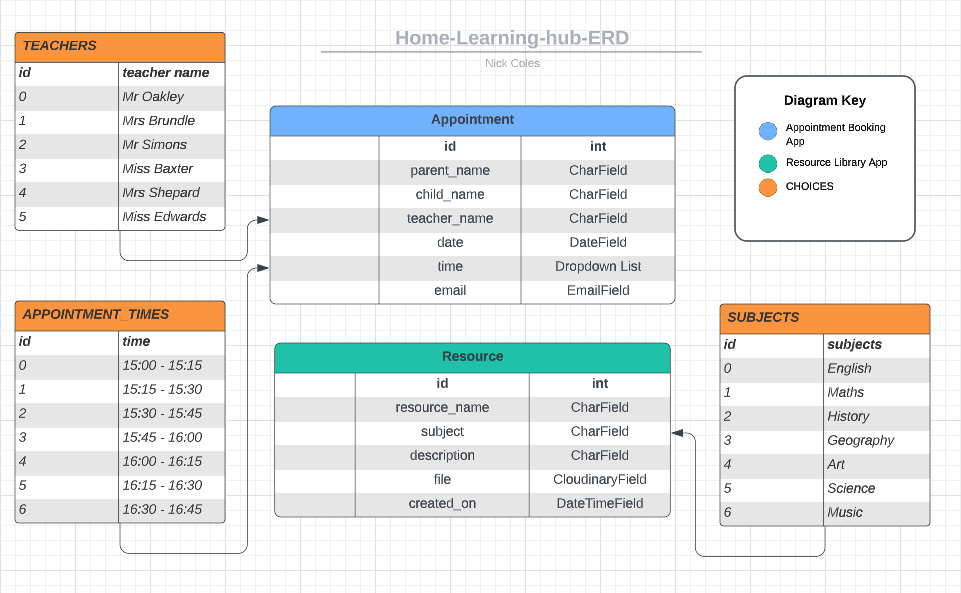 Home-Learning-hub-ERD
Nick Coles
TEACHERS
id teacher name
0 Mr Oakley
1 Mrs Brundle
2 Mr Simons
3 Miss Baxter
4 Mrs Shepard
5 Miss Edwards
Appointment
id int
parent_name CharField
child_name CharField
teacher_name CharField
date DateField
time Dropdown List
email EmailField
Diagram Key
Appointment Booking
App
Resource Library App
CHOICES
APPOINTMENT_TIMES
id time
0 15:00 - 15:15
1 15:15 - 15:30
2 15:30 - 15:45
3 15:45 - 16:00
4 16:00 - 16:15
5 16:15 - 16:30
6 16:30 - 16:45
Resource
id int
resource_name CharField
subject CharField
description CharField
file CloudinaryField
created_on DateTimeField
SUBJECTS
id subjects
0 English
1 Maths
2 History
3 Geography
4 Art
5 Science
6 Music